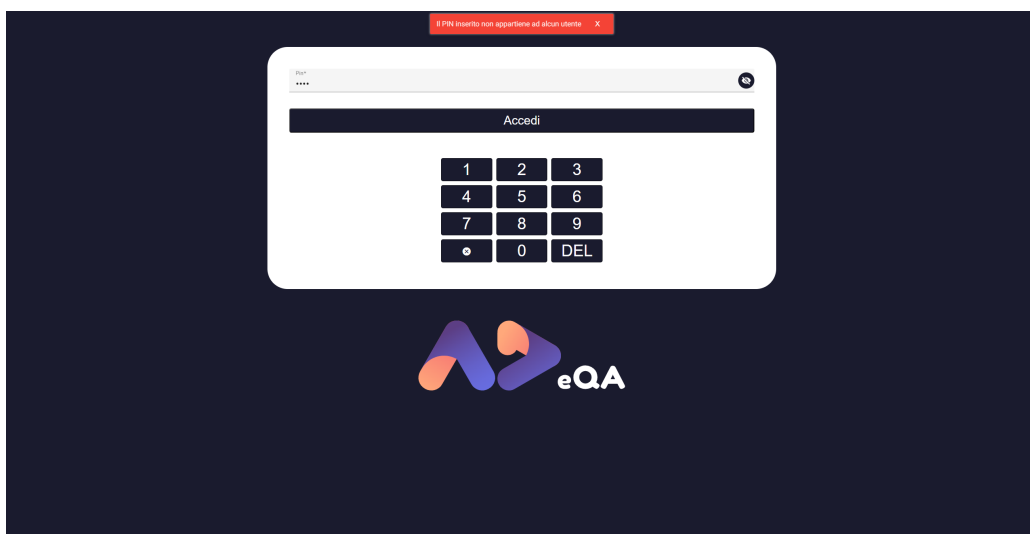 Il PIN inserito non appartiene ad alcun utente X
Pin*
••••
Accedi
1 2 3
4 5 6
7 8 9
0 DEL
eQA